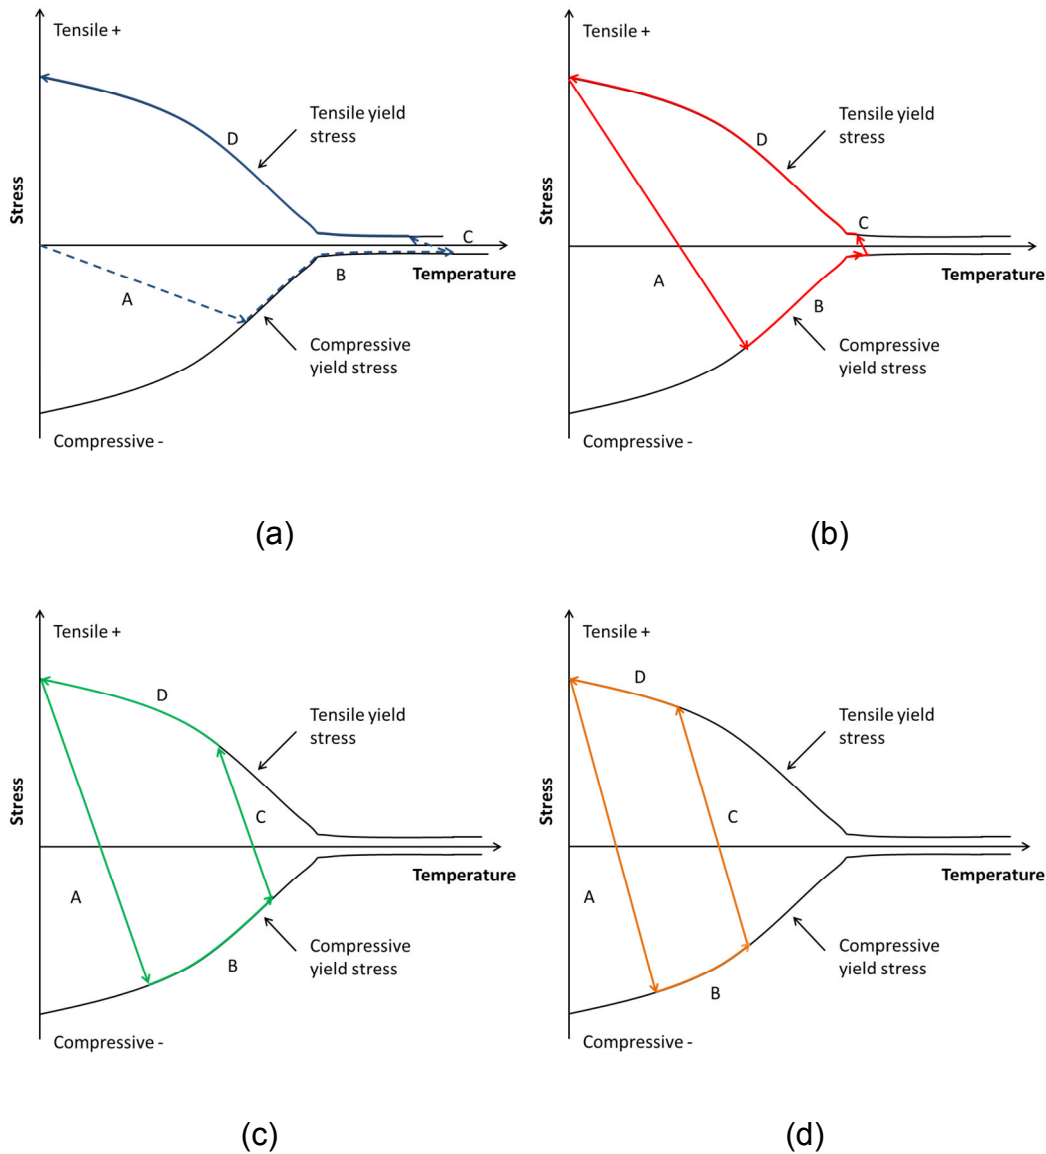 Tensile +
D
Tensile yield
stress
Stress
C
Temperature
B
A
Compressive
yield stress
Compressive -
(a)
Tensile +
D
Tensile yield
stress
Stress
C
Temperature
A
B
Compressive
yield stress
Compressive -
(b)
Tensile +
D
Tensile yield
stress
Stress
C
Temperature
A
B
Compressive
yield stress
Compressive -
(c)
Tensile +
D
Tensile yield
stress
Stress
C
Temperature
A
B
Compressive
yield stress
Compressive -
(d)